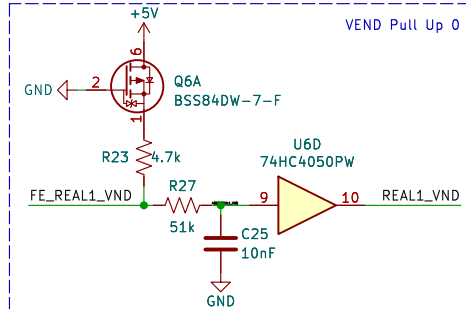 +5V
VEND Pull Up 0
6
GND
2
Q6A
BSS84DW-7-F
1
R23
4.7k
U6D
74HC4050PW
FE_REAL1_VND
R27
9
10
REAL1_VND
51k
C25
10nF
GND